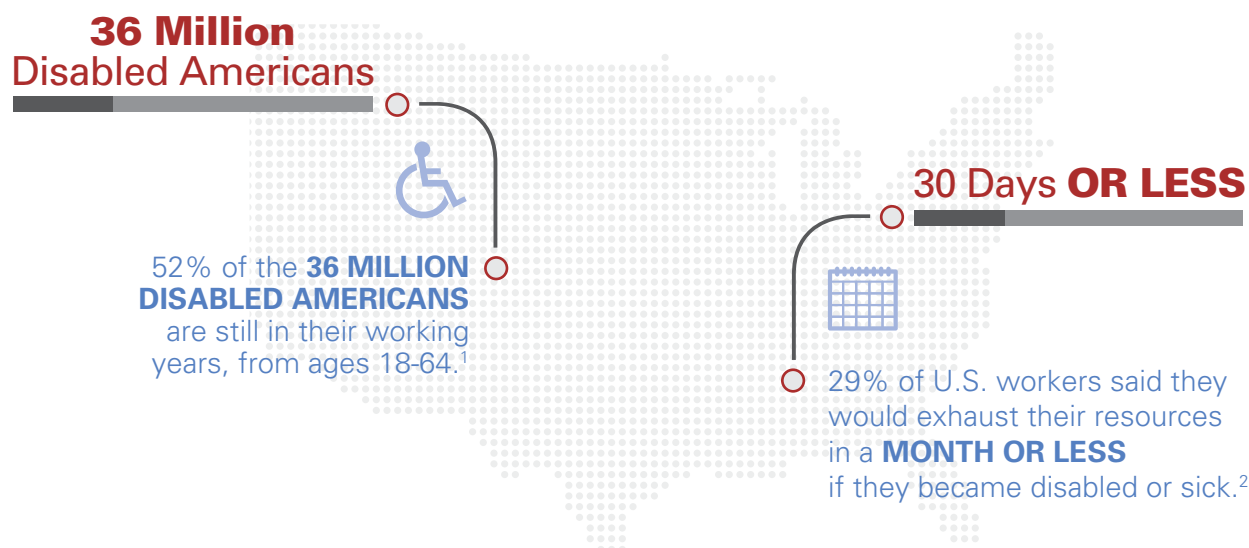 36 Million
Disabled Americans
52% of the 36 MILLION
DISABLED AMERICANS
are still in their working
years, from ages 18-64.¹
30 Days OR LESS
29% of U.S. workers said they
would exhaust their resources
in a MONTH OR LESS
if they became disabled or sick.²